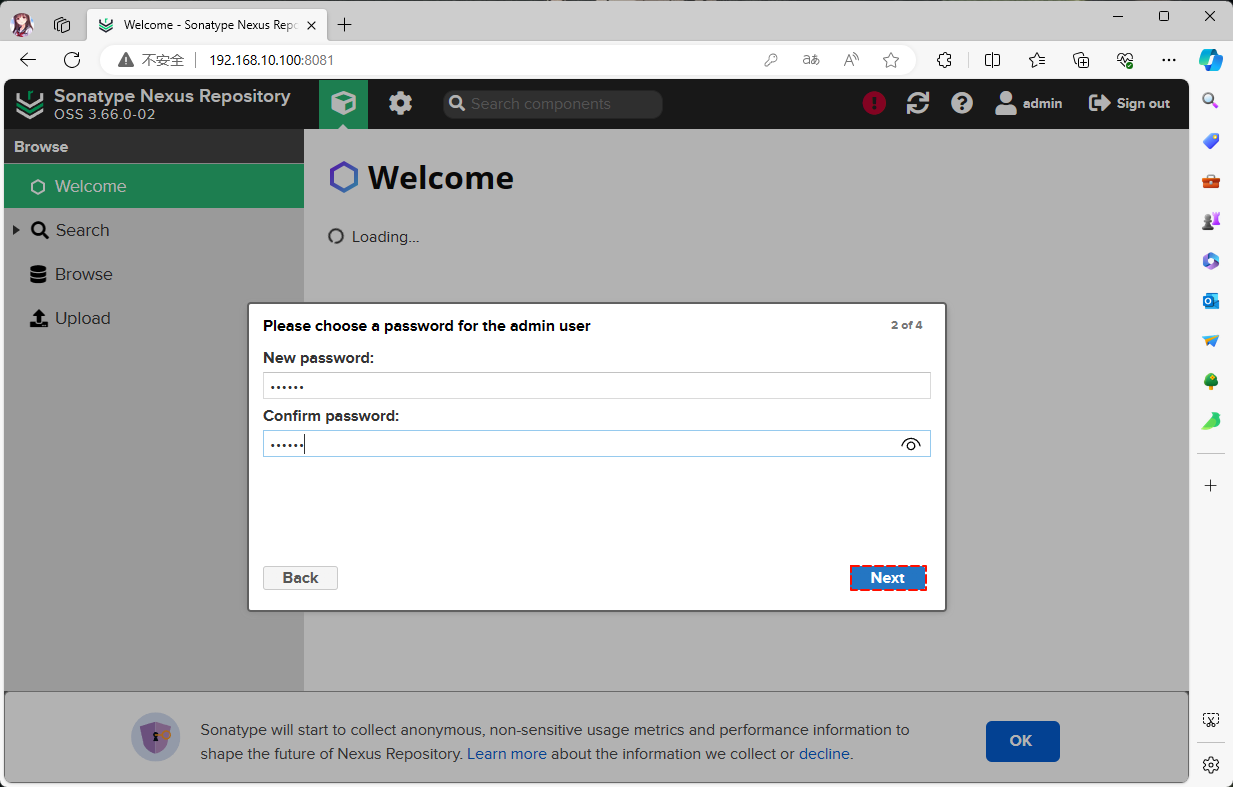 Welcome - Sonatype Nexus Repo
不安全
192.168.10.100:8081
Sonatype Nexus Repository
OSS 3.66.0-02
Search components
admin
Sign out
Browse
Welcome
Search
Browse
Upload
Welcome
Loading...
Please choose a password for the admin user
2 of 4
New password:
••••••
Confirm password:
••••••
Back
Next
Sonatype will start to collect anonymous, non-sensitive usage metrics and performance information to
shape the future of Nexus Repository. Learn more about the information we collect or decline.
OK